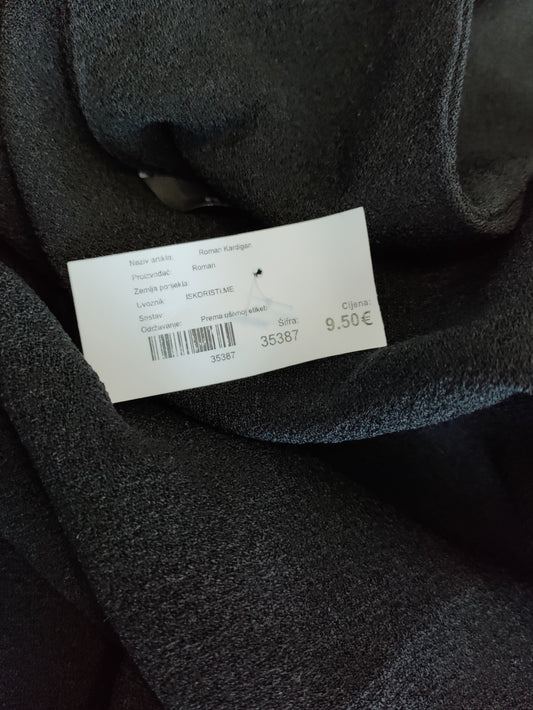 Naziv artikla: Roman Kardigan
Proizvođač: Roman
Zemlja porijekla:
Uvoznik: ISKORISTI.ME
Sastav:
Održavanje: Prema ušivnoj etiketi
Šifra:
Cijena:
35387
35387
9.50€